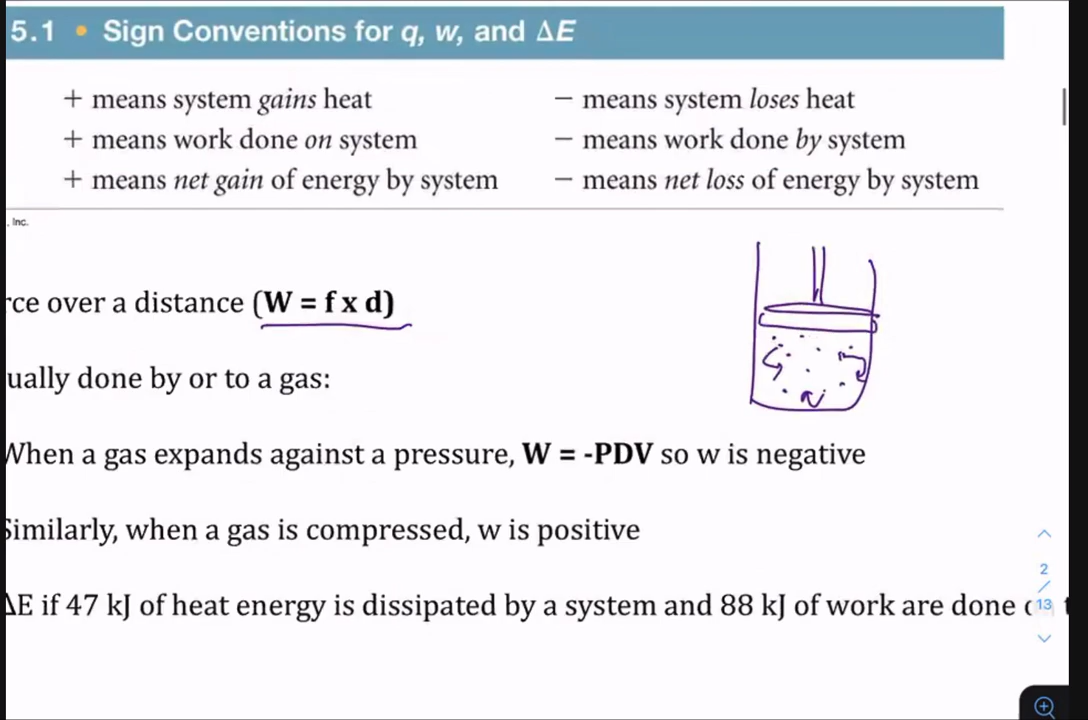 5.1 • Sign Conventions for q, w, and ΔE
+ means system gains heat − means system loses heat
+ means work done on system − means work done by system
+ means net gain of energy by system − means net loss of energy by system
, Inc.
rce over a distance (W = f x d)
ually done by or to a gas:
When a gas expands against a pressure, W = -PDV so w is negative
Similarly, when a gas is compressed, w is positive
ΔE if 47 kJ of heat energy is dissipated by a system and 88 kJ of work are done
2
/
13